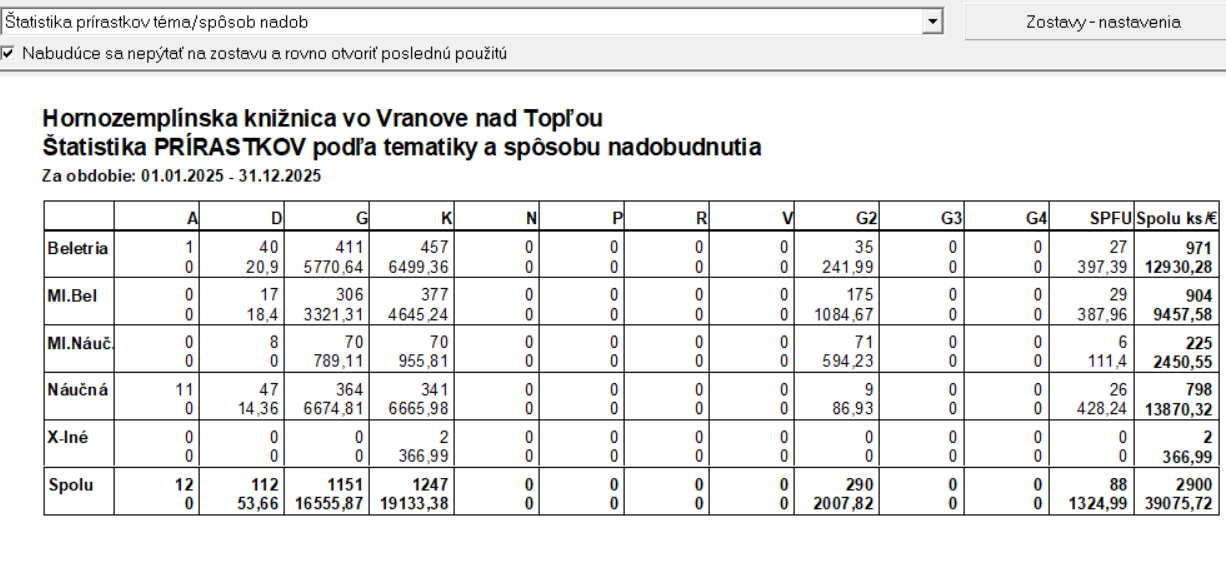 Štatistika prírastkov téma/spôsob nadob
Zostavy - nastavenia
Nabudúce sa nepýtať na zostavu a rovno otvoriť poslednú použitú
Hornozemplínska knižnica vo Vranove nad Topľou
Štatistika PRÍRASTKOV podľa tematiky a spôsobu nadobudnutia
Za obdobie: 01.01.2025 - 31.12.2025
A D G K N P R V G2 G3 G4 SPFU Spolu ks/€
Beletria 1 40 411 457 0 0 0 0 35 0 0 27 971
0 20,9 5770,64 6499,36 0 0 0 0 241,99 0 0 397,39 12930,28
Ml.Bel 0 17 306 377 0 0 0 0 175 0 0 29 904
0 18,4 3321,31 4645,24 0 0 0 0 1084,67 0 0 387,96 9457,58
Ml.Náuč. 0 8 70 70 0 0 0 0 71 0 0 6 225
0 0 789,11 955,81 0 0 0 0 594,23 0 0 111,4 2450,55
Náučná 11 47 364 341 0 0 0 0 9 0 0 26 798
0 14,36 6674,81 6665,98 0 0 0 0 86,93 0 0 428,24 13870,32
X-Iné 0 0 0 2 0 0 0 0 0 0 0 0 2
0 0 0 366,99 0 0 0 0 0 0 0 0 366,99
Spolu 12 112 1151 1247 0 0 0 0 290 0 0 88 2900
0 53,66 16555,87 19133,38 0 0 0 0 2007,82 0 0 1324,99 39075,72